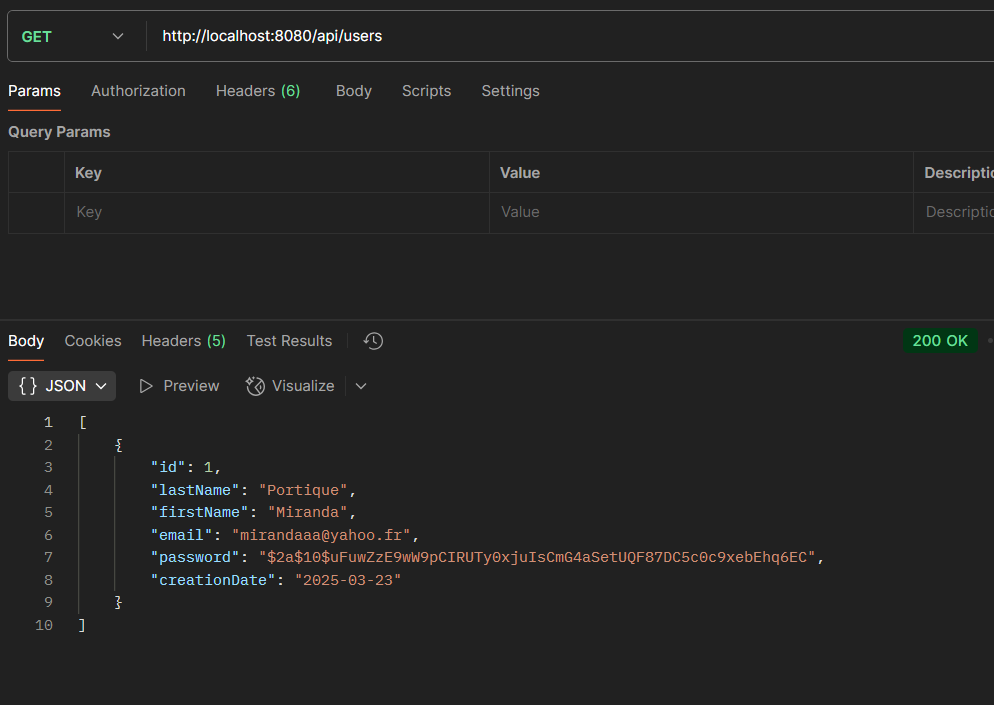 GET http://localhost:8080/api/users
Params Authorization Headers (6) Body Scripts Settings
Query Params
Key Value Descriptio
Key Value Descriptio
Body Cookies Headers (5) Test Results 200 OK
{} JSON Preview Visualize
1 [
2 {
3 "id": 1,
4 "lastName": "Portique",
5 "firstName": "Miranda",
6 "email": "mirandaaa@yahoo.fr",
7 "password": "$2a$10$uFuwZzE9wW9pCIRUTy0xjuIsCmG4aSetUQF87DC5c0c9xebEhq6EC",
8 "creationDate": "2025-03-23"
9 }
10 ]